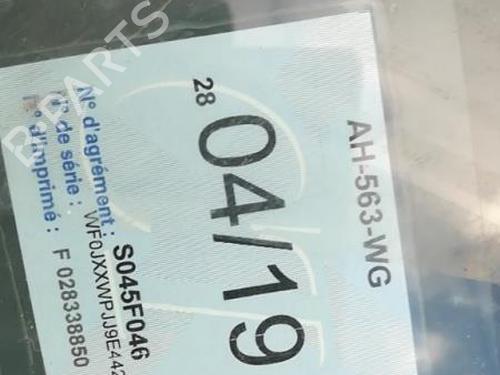 AH-563-WG
28
04/19
N° d'agrément : S045F046
N° de série : WF0JXXWPJJ9E442
N° d'imprimé : F 028338850
B-PARTS